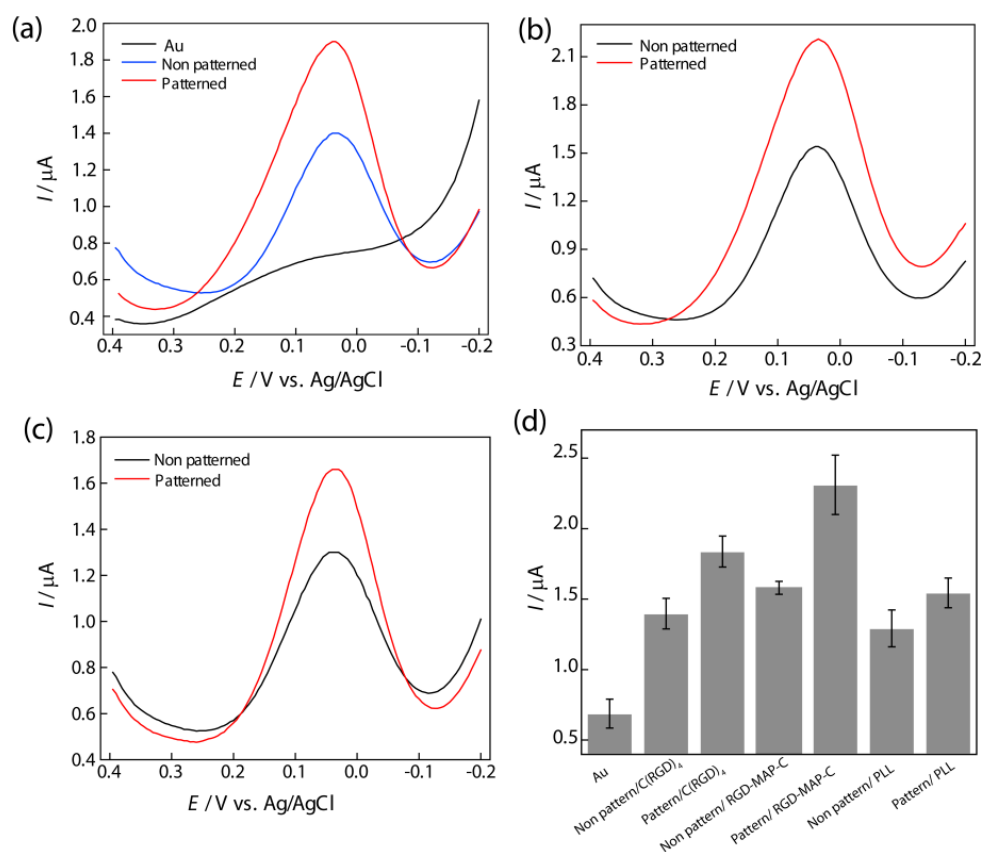 (a)
2.0
1.8
1.6
1.4
1.2
1.0
0.8
0.6
0.4
I / μA
Au
Non patterned
Patterned
0.4 0.3 0.2 0.1 0.0 -0.1 -0.2
E / V vs. Ag/AgCl
(b)
2.1
1.8
1.5
1.2
0.9
0.6
0.3
I / μA
Non patterned
Patterned
0.4 0.3 0.2 0.1 0.0 -0.1 -0.2
E / V vs. Ag/AgCl
(c)
1.8
1.6
1.4
1.2
1.0
0.8
0.6
0.4
I / μA
Non patterned
Patterned
0.4 0.3 0.2 0.1 0.0 -0.1 -0.2
E / V vs. Ag/AgCl
(d)
2.5
2.0
1.5
1.0
0.5
I / μA
Au
Non pattern/C(RGD)₄
Pattern/C(RGD)₄
Non pattern/ RGD-MAP-C
Pattern/ RGD-MAP-C
Non pattern/ PLL
Pattern/ PLL